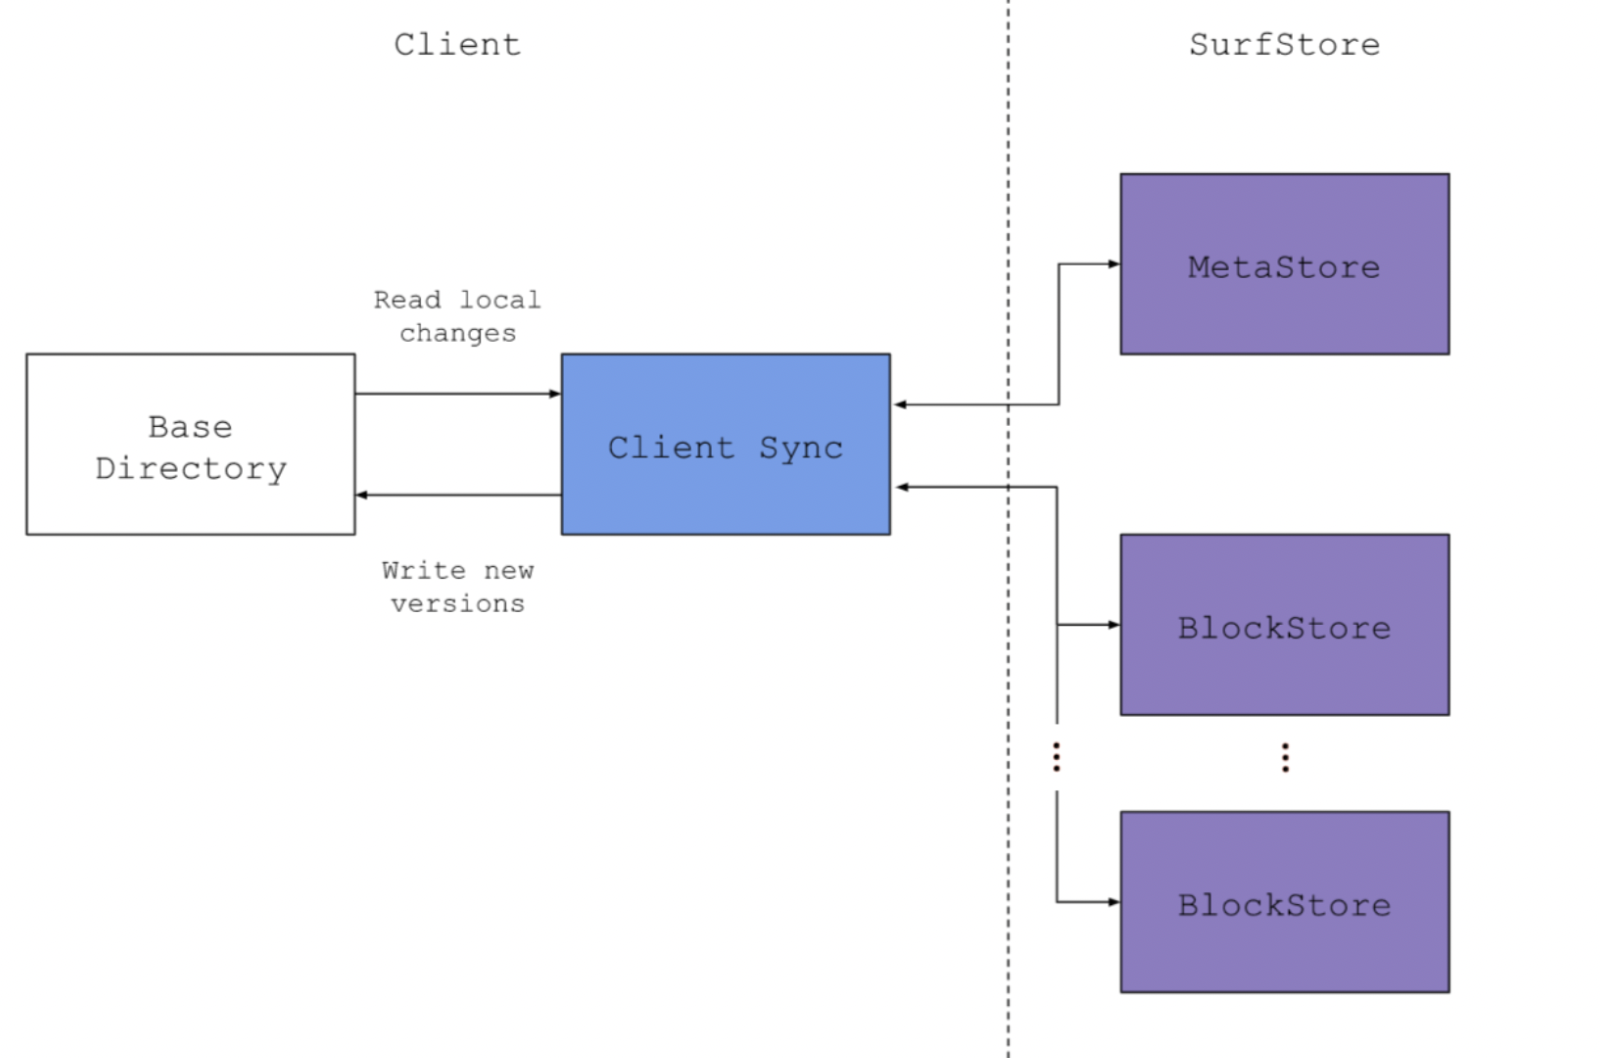 Client
SurfStore
MetaStore
Read local
changes
Base
Directory
Client Sync
Write new
versions
BlockStore
BlockStore